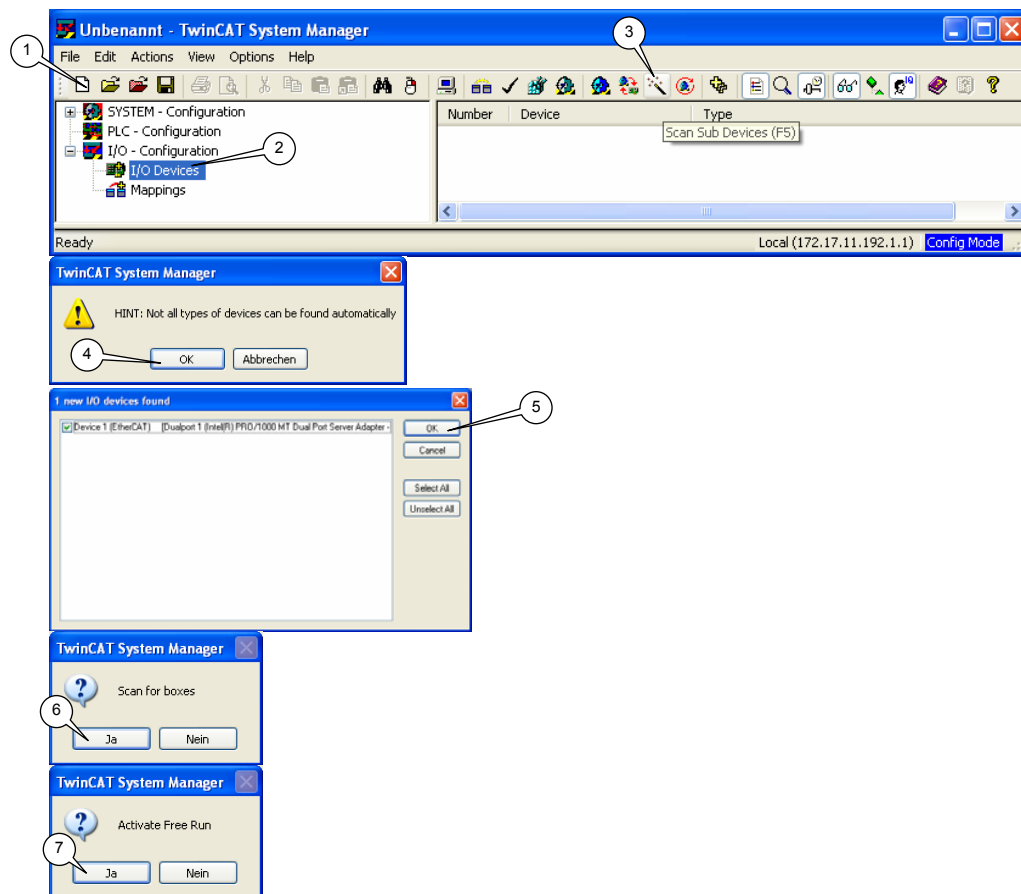 Unbenannt - TwinCAT System Manager
1
3
File Edit Actions View Options Help
SYSTEM - Configuration
Number Device Type
PLC - Configuration
Scan Sub Devices (F5)
I/O - Configuration
2
I/O Devices
Mappings
Ready Local (172.17.11.192.1.1) Config Mode
TwinCAT System Manager
HINT: Not all types of devices can be found automatically
4
OK Abbrechen
1 new I/O devices found
5
Device 1 (EtherCAT) [Dualport 1 (Intel(R) PRO/1000 MT Dual Port Server Adapter -
OK
Cancel
Select All
Unselect All
TwinCAT System Manager
Scan for boxes
6
Ja Nein
TwinCAT System Manager
Activate Free Run
7
Ja Nein